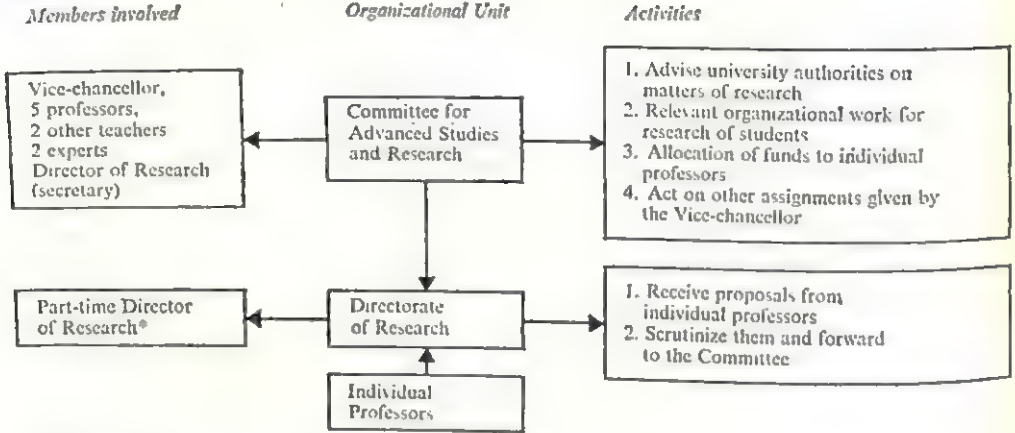 Members involved
Organizational Unit
Activities
Vice-chancellor,
5 professors,
2 other teachers
2 experts
Director of Research
(secretary)
Committee for
Advanced Studies
and Research
1. Advise university authorities on
matters of research
2. Relevant organizational work for
research of students
3. Allocation of funds to individual
professors
4. Act on other assignments given by
the Vice-chancellor
Part-time Director
of Research*
Directorate
of Research
1. Receive proposals from
individual professors
2. Scrutinize them and forward
to the Committee
Individual
Professors